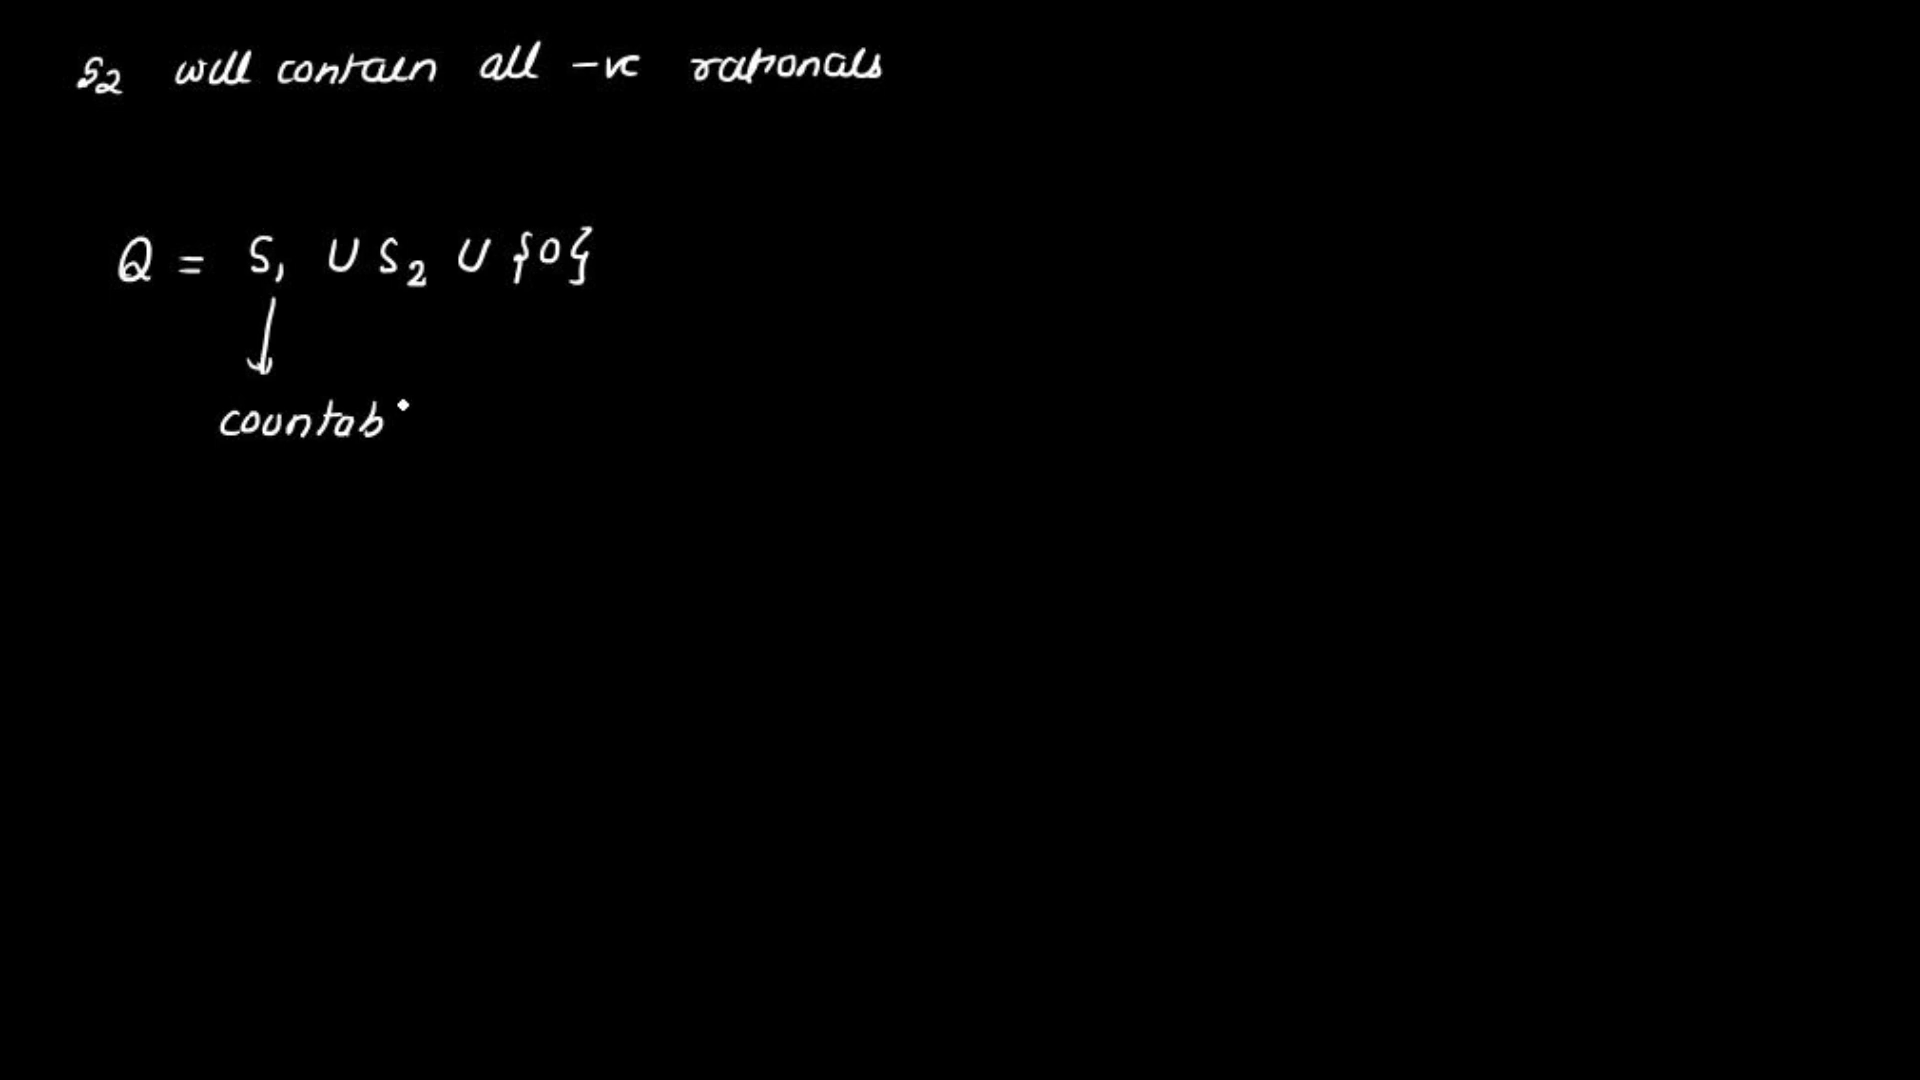 S₂ will contain all -ve rationals
Q = S₁ ∪ S₂ ∪ {0}
countab